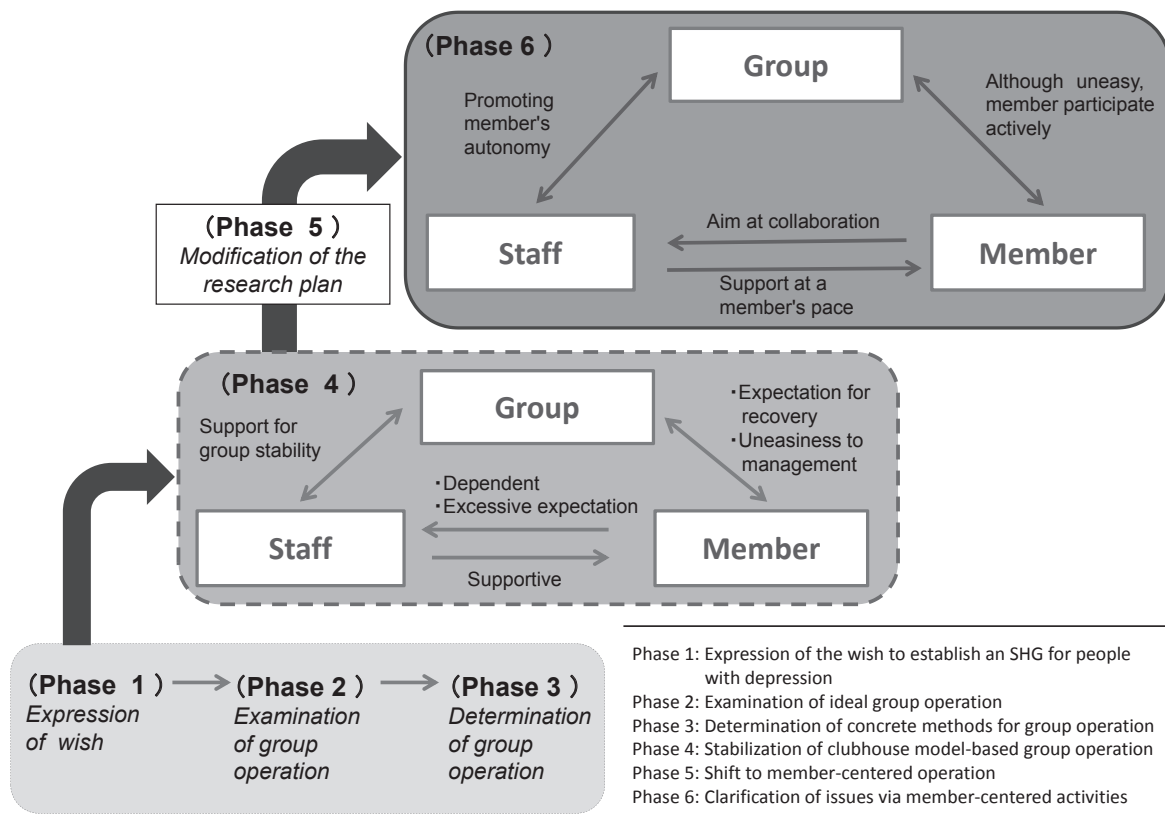 (Phase 6)
Group
Promoting
member's
autonomy
Although uneasy,
member participate
actively
Staff
Aim at collaboration
Support at a
member's pace
Member
(Phase 5)
Modification of the
research plan
(Phase 4)
Group
Support for
group stability
・Expectation for
recovery
・Uneasiness to
management
・Dependent
・Excessive expectation
Staff
Supportive
Member
(Phase 1)
Expression
of wish
(Phase 2)
Examination
of group
operation
(Phase 3)
Determination
of group
operation
Phase 1: Expression of the wish to establish an SHG for people
with depression
Phase 2: Examination of ideal group operation
Phase 3: Determination of concrete methods for group operation
Phase 4: Stabilization of clubhouse model-based group operation
Phase 5: Shift to member-centered operation
Phase 6: Clarification of issues via member-centered activities